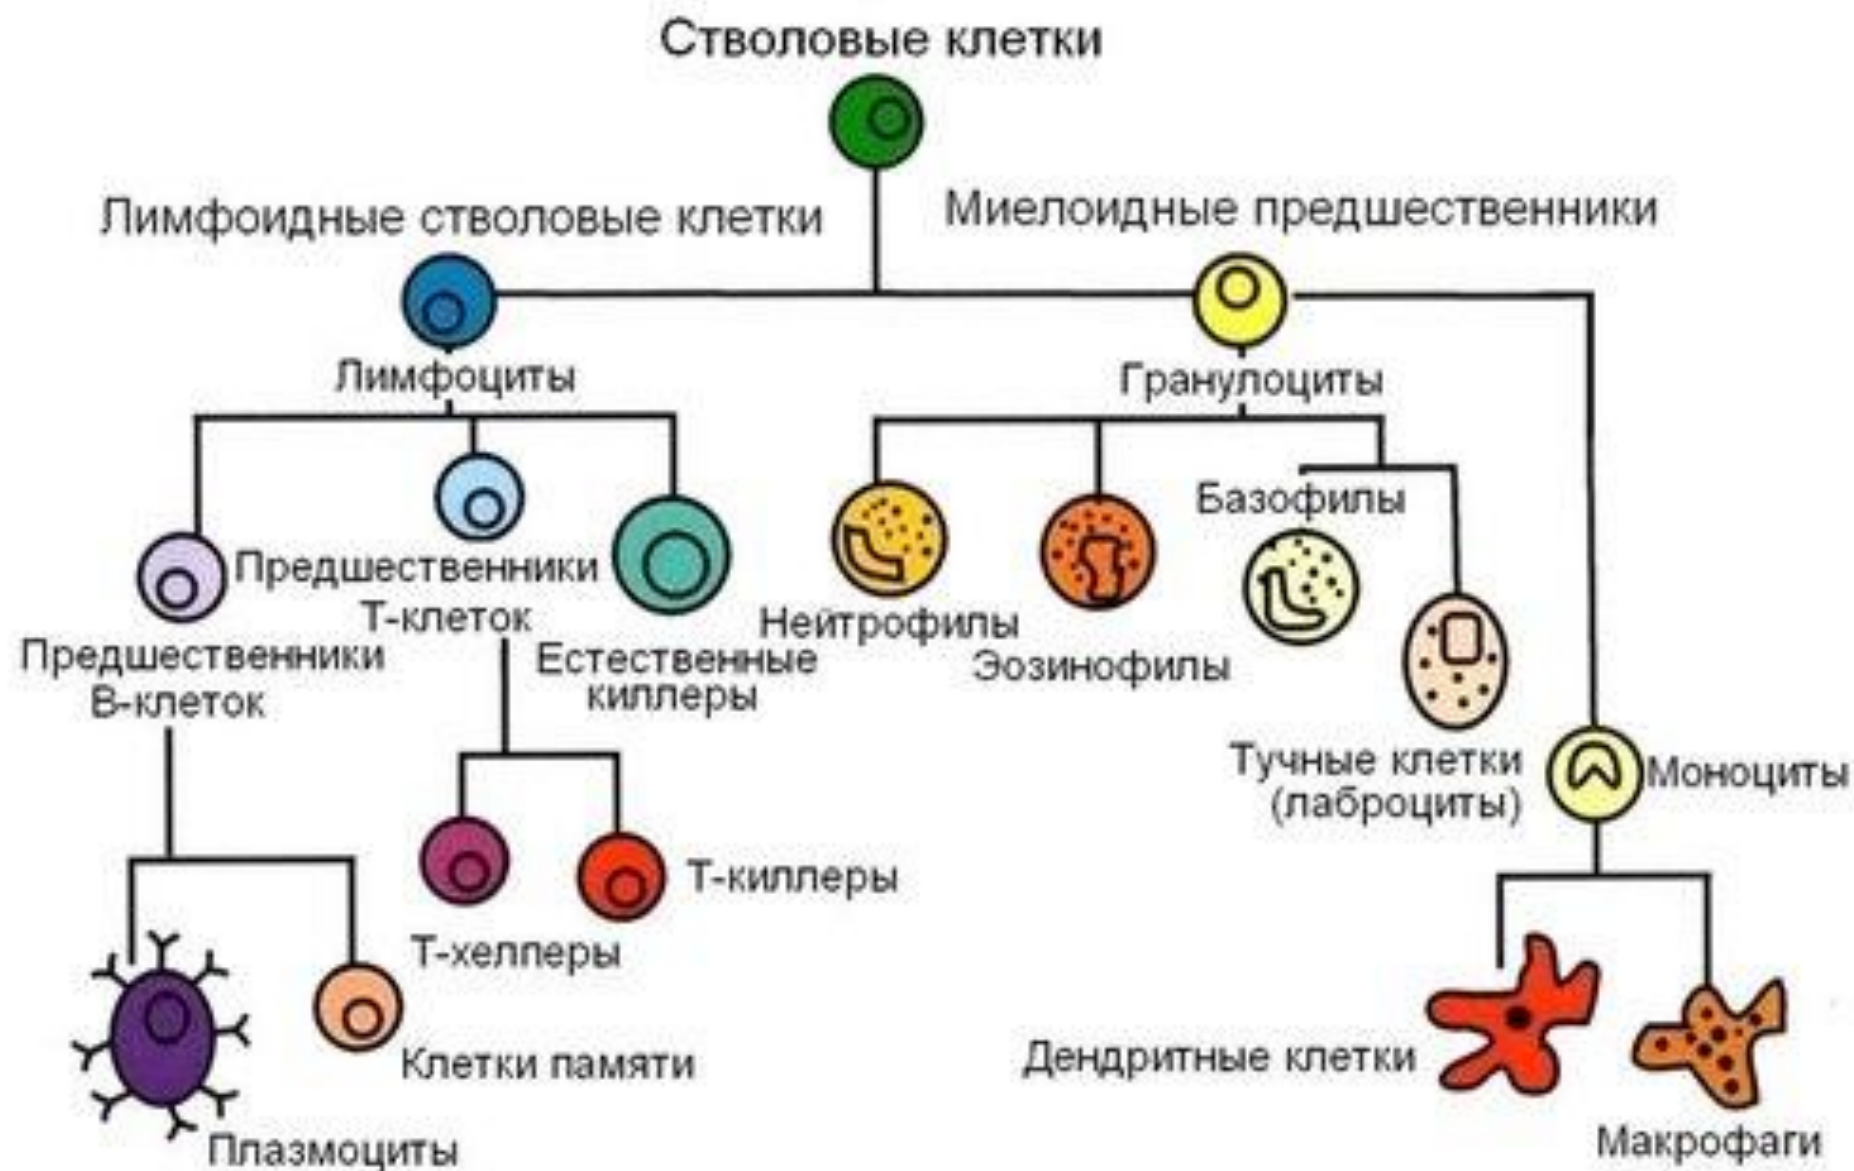 Стволовые клетки
Лимфоидные стволовые клетки
Миелоидные предшественники
Лимфоциты
Гранулоциты
Базофилы
Предшественники
Т-клеток
Нейтрофилы
Предшественники
В-клеток
Естественные
киллеры
Эозинофилы
Тучные клетки
(лаброциты)
Моноциты
Т-киллеры
Т-хелперы
Клетки памяти
Дендритные клетки
Плазмоциты
Макрофаги